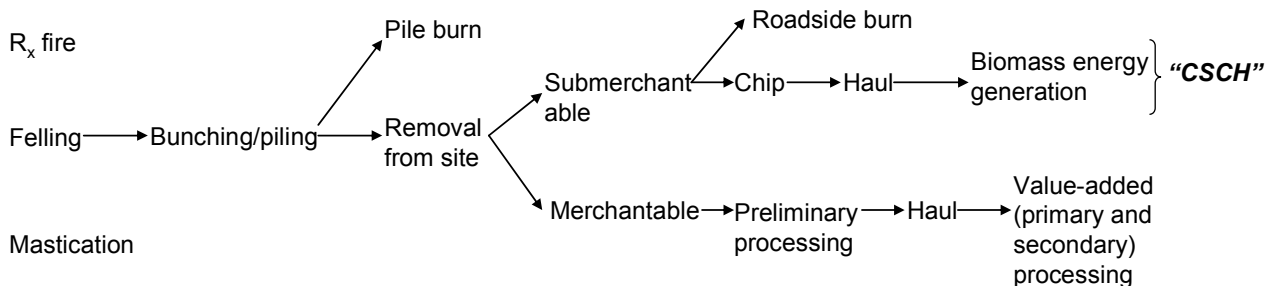 Rx fire
Pile burn
Roadside burn
Submerchant
able
Chip
Haul
Biomass energy
generation
“CSCH”
Felling
Bunching/piling
Removal
from site
Merchantable
Preliminary
processing
Haul
Value-added
(primary and
secondary)
processing
Mastication